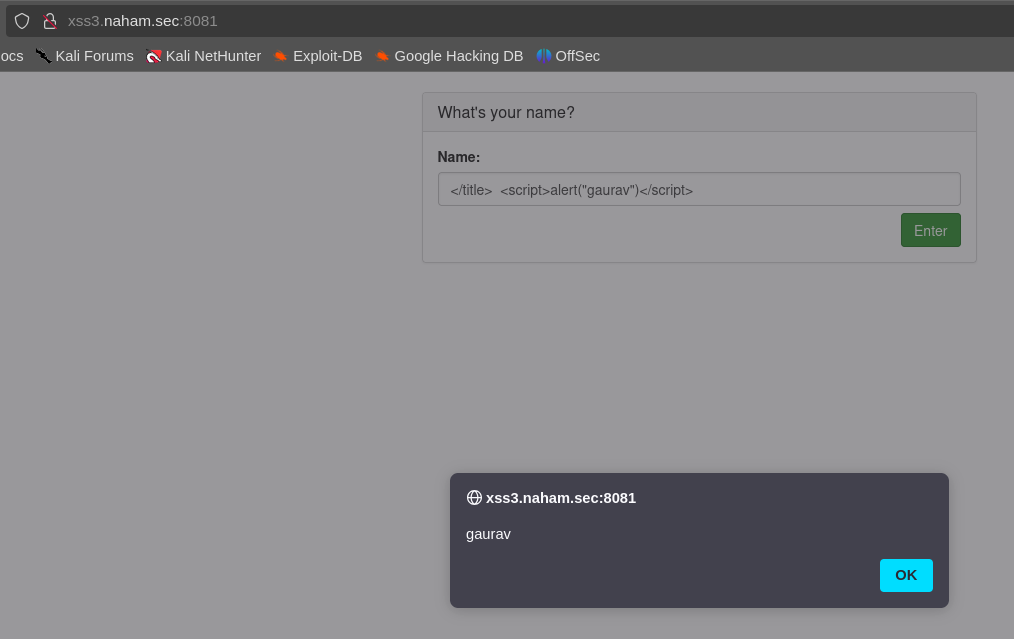 xss3.naham.sec:8081
ocs Kali Forums Kali NetHunter Exploit-DB Google Hacking DB OffSec
What's your name?
Name:
</title>  <script>alert("gaurav")</script>
Enter
xss3.naham.sec:8081
gaurav
OK